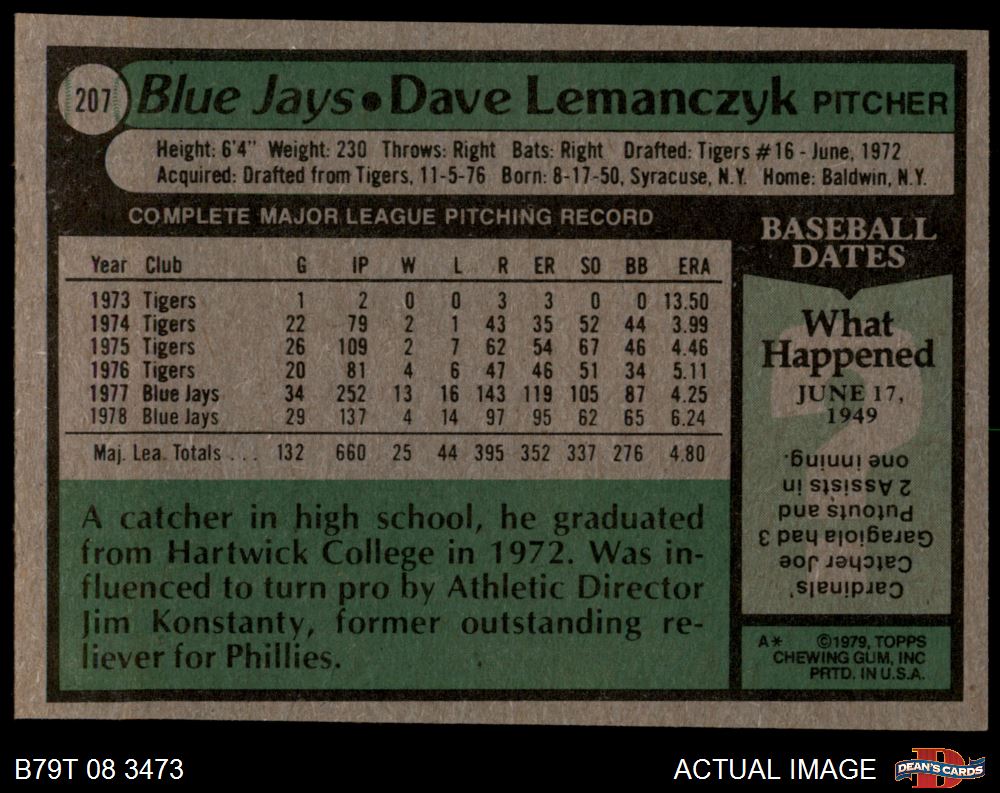 207 Blue Jays • Dave Lemanczyk PITCHER
Height: 6'4" Weight: 230 Throws: Right Bats: Right Drafted: Tigers #16 - June, 1972
Acquired: Drafted from Tigers, 11-5-76 Born: 8-17-50, Syracuse, N.Y. Home: Baldwin, N.Y.
COMPLETE MAJOR LEAGUE PITCHING RECORD
Year Club G IP W L R ER SO BB ERA
1973 Tigers 1 2 0 0 3 3 0 0 13.50
1974 Tigers 22 79 2 1 43 35 52 44 3.99
1975 Tigers 26 109 2 7 62 54 67 46 4.46
1976 Tigers 20 81 4 6 47 46 51 34 5.11
1977 Blue Jays 34 252 13 16 143 119 105 87 4.25
1978 Blue Jays 29 137 4 14 97 95 62 65 6.24
Maj. Lea. Totals . . . 132 660 25 44 395 352 337 276 4.80
A catcher in high school, he graduated
from Hartwick College in 1972. Was in-
fluenced to turn pro by Athletic Director
Jim Konstanty, former outstanding re-
liever for Phillies.
BASEBALL
DATES
What
Happened
JUNE 17,
1949
Cardinals'
Catcher Joe
Garagiola had 3
Putouts and
2 Assists in
one inning.
A* ©1979, TOPPS
CHEWING GUM, INC
PRTD. IN U.S.A.
B79T 08 3473
ACTUAL IMAGE
DEAN'S CARDS